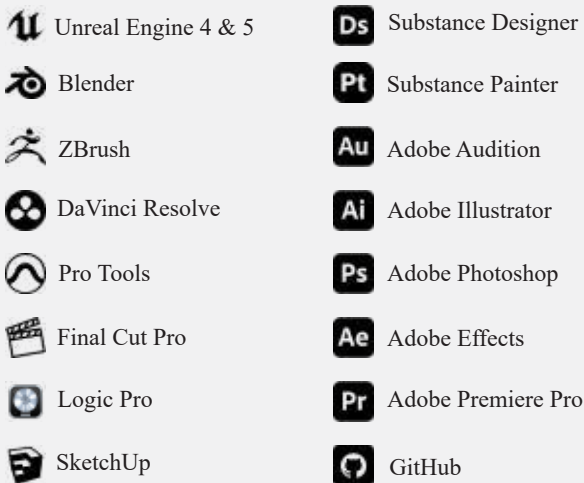 Unreal Engine 4 & 5
Blender
ZBrush
DaVinci Resolve
Pro Tools
Final Cut Pro
Logic Pro
SketchUp
Ds Substance Designer
Pt Substance Painter
Au Adobe Audition
Ai Adobe Illustrator
Ps Adobe Photoshop
Ae Adobe Effects
Pr Adobe Premiere Pro
GitHub